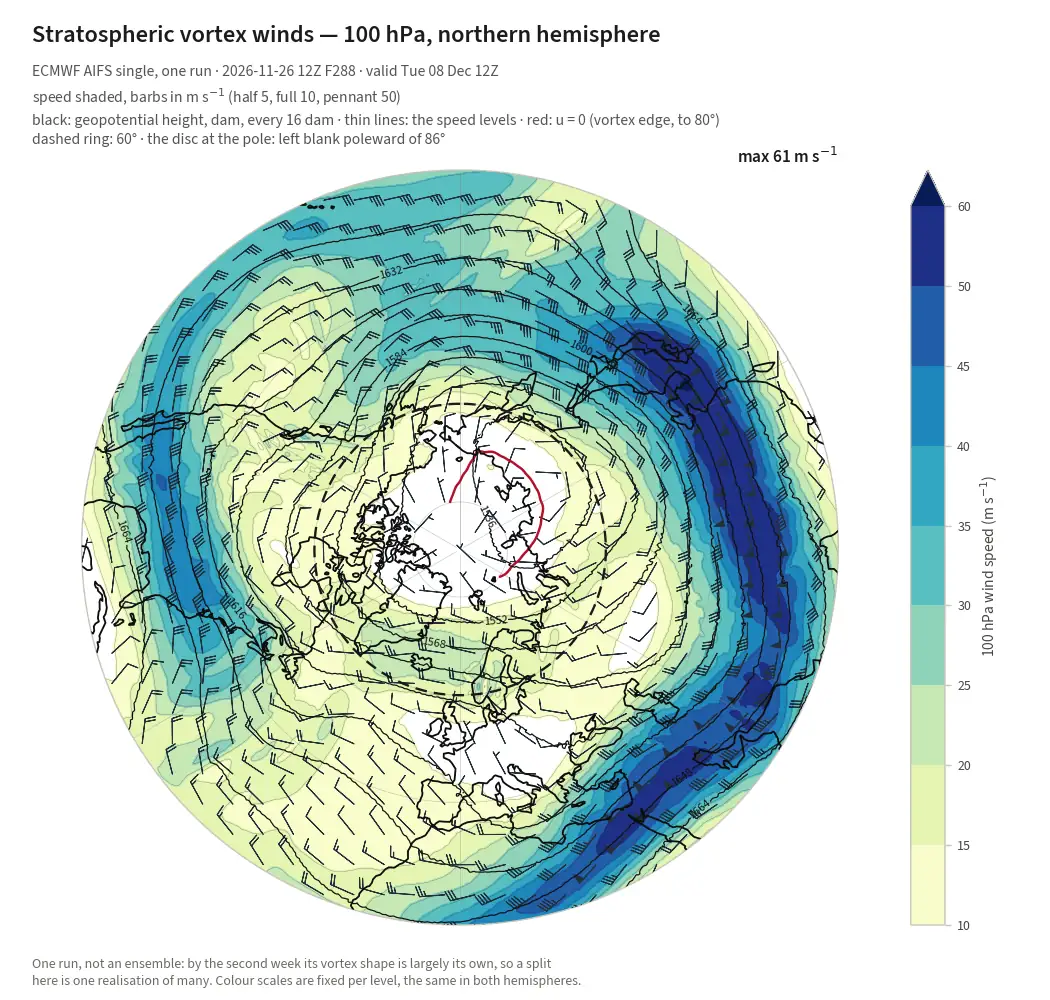 Stratospheric vortex winds — 100 hPa, northern hemisphere
ECMWF AIFS single, one run · 2026-11-26 12Z F288 · valid Tue 08 Dec 12Z
speed shaded, barbs in m s⁻¹ (half 5, full 10, pennant 50)
black: geopotential height, dam, every 16 dam · thin lines: the speed levels · red: u = 0 (vortex edge, to 80°)
dashed ring: 60° · the disc at the pole: left blank poleward of 86°
max 61 m s⁻¹
60
50
45
40
35
30
25
20
15
10
100 hPa wind speed (m s⁻¹)
1632
1584
1600
1664
1616
1552
1568
1536
1648
1664
One run, not an ensemble: by the second week its vortex shape is largely its own, so a split
here is one realisation of many. Colour scales are fixed per level, the same in both hemispheres.